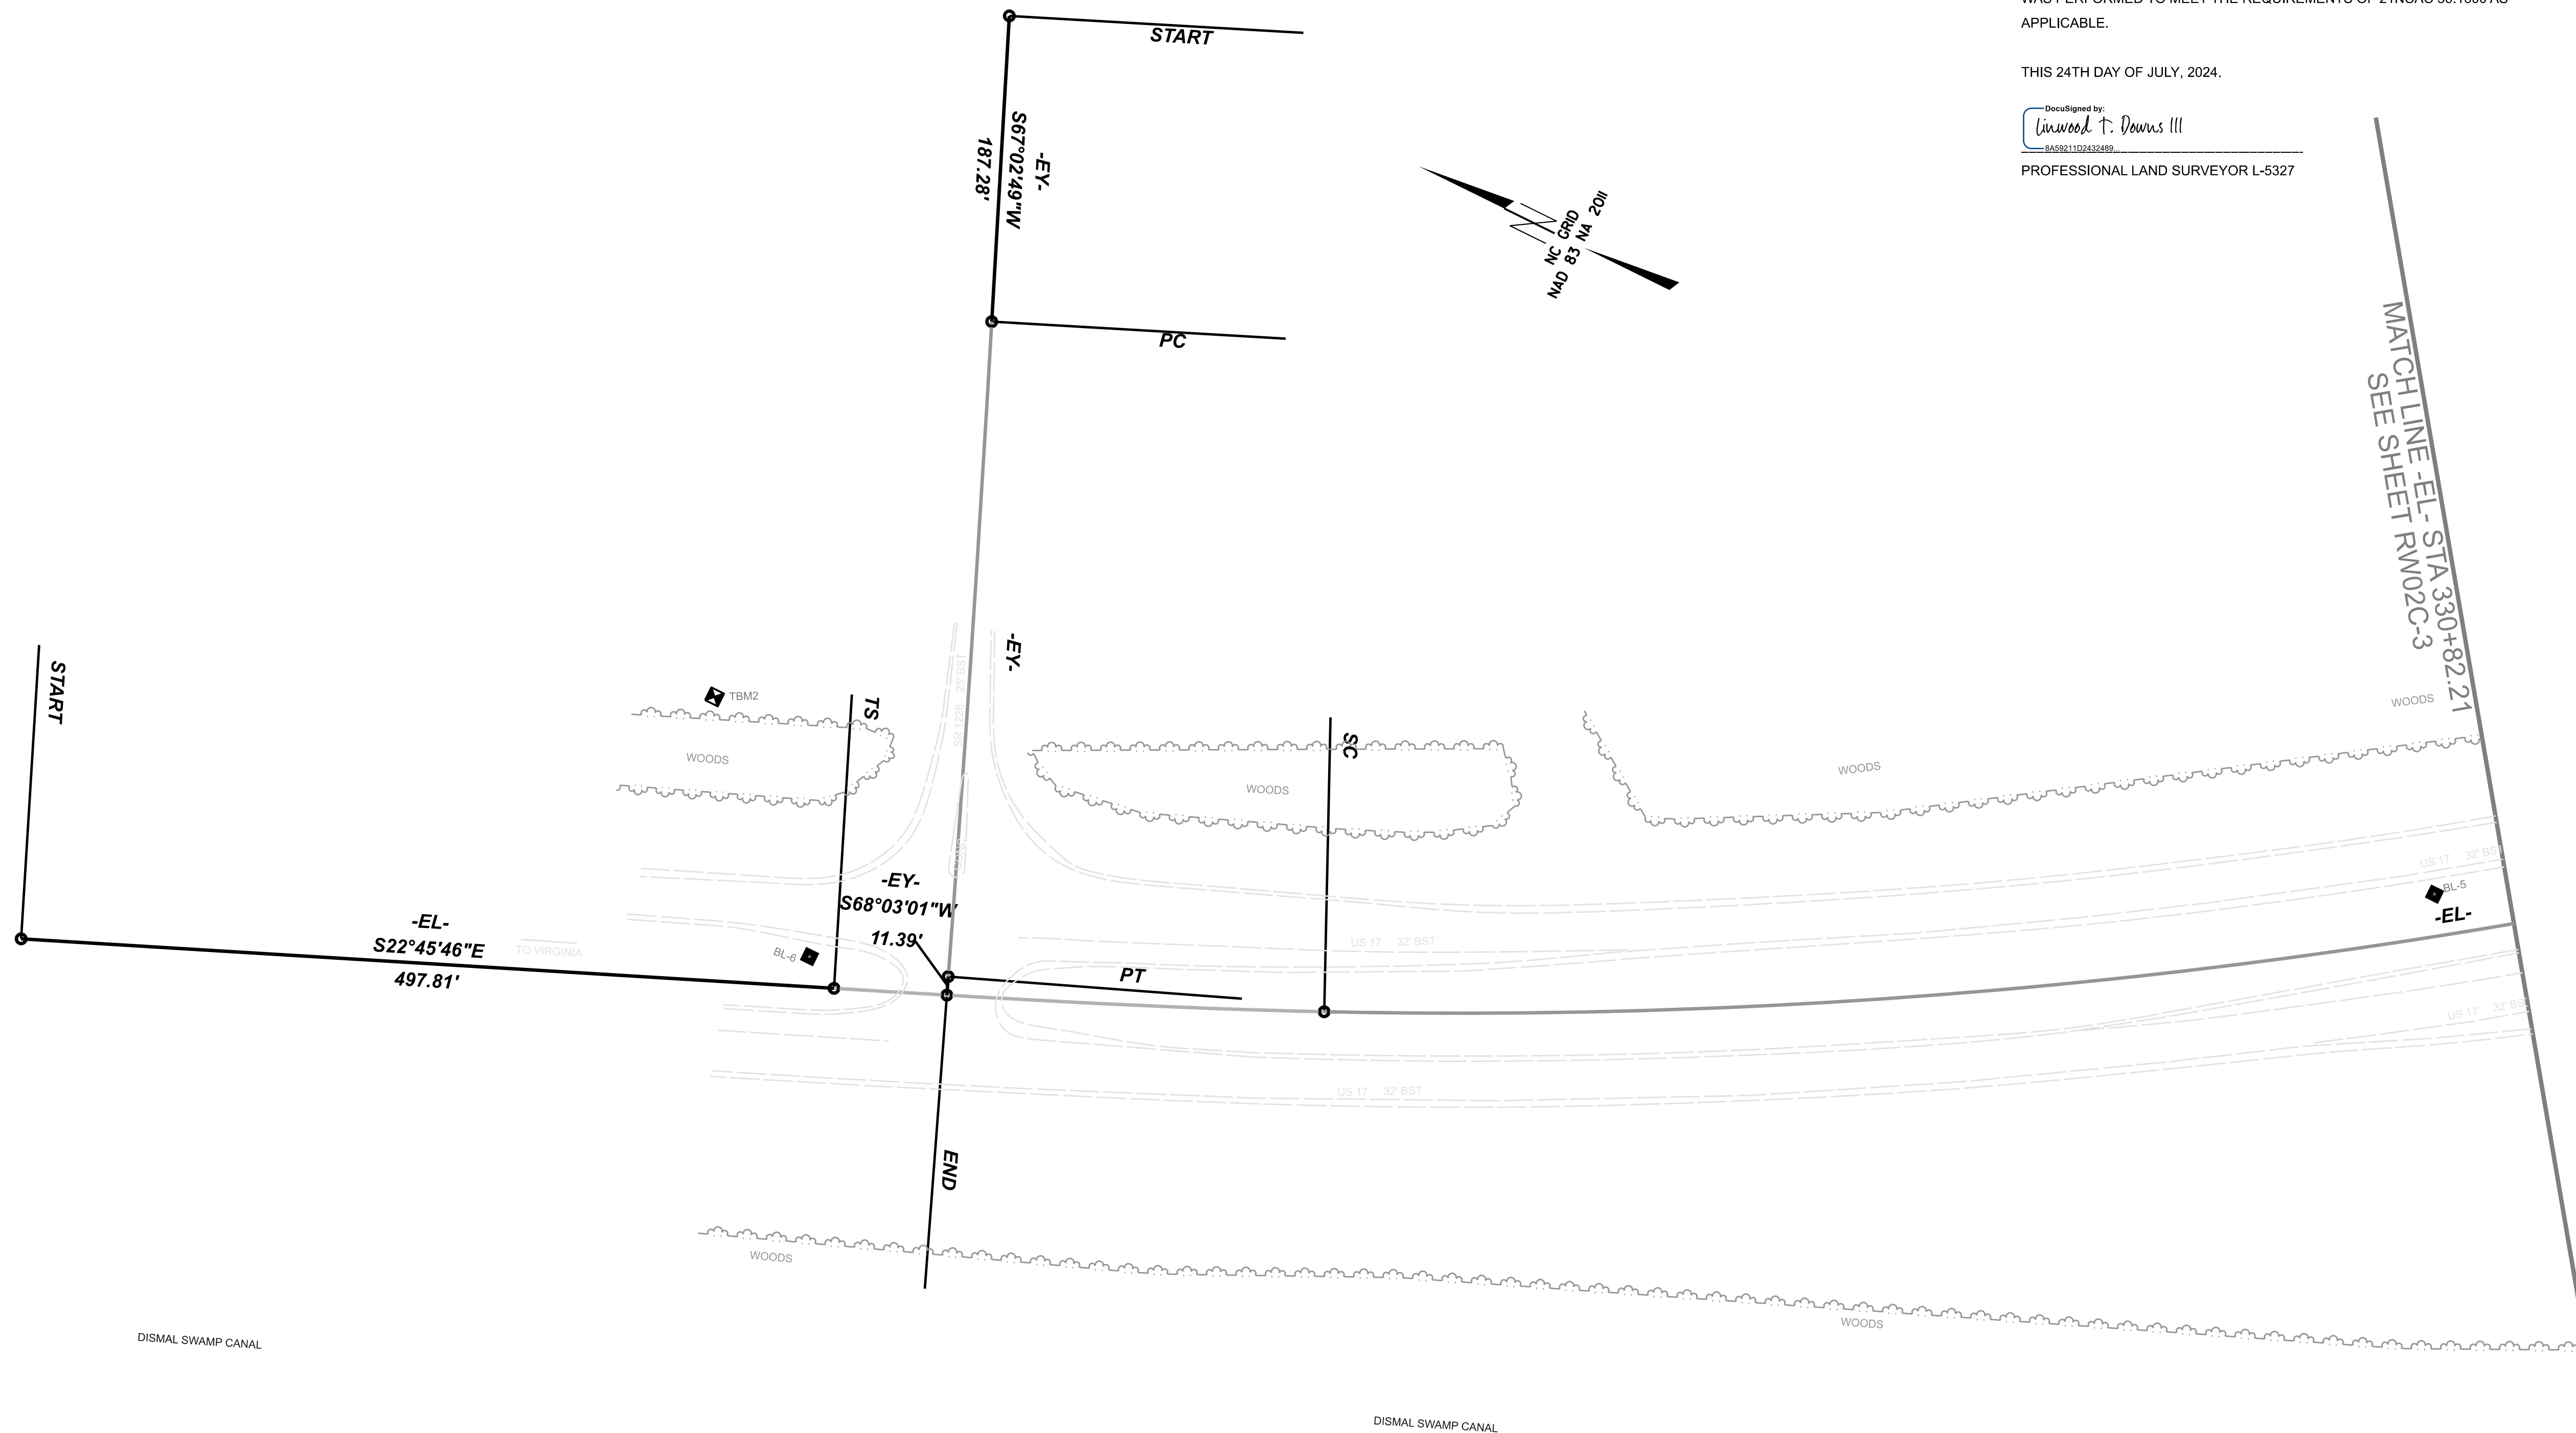 APPLICABLE.
THIS 24TH DAY OF JULY, 2024.
DocuSigned by:
Linwood T. Downs III
8A59211D2432489...
PROFESSIONAL LAND SURVEYOR L-5327
START
-EY-
S67°02'49"W
187.28'
PC
NC GRID
NAD 83 NA 2011
MATCH LINE -EL- STA 330+82.21
SEE SHEET RW02C-3
-EY-
SR 1226 25' BST
START
TBM2
TS
WOODS
SC
WOODS
WOODS
WOODS
US 17 32' BST
BL-5
-EL-
-EY-
S68°03'01"W
11.39'
-EL-
S22°45'46"E
497.81'
TO VIRGINIA
BL-6
PT
US 17 32' BST
US 17 32' BST
US 17 32' BST
END
WOODS
WOODS
DISMAL SWAMP CANAL
DISMAL SWAMP CANAL